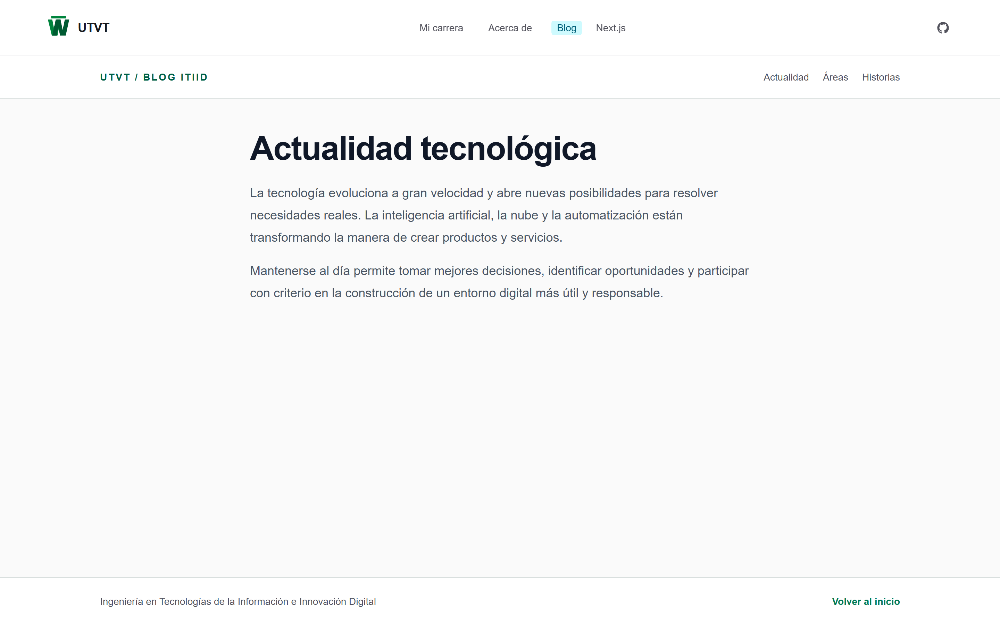 UTVT
Mi carrera
Acerca de
Blog
Next.js
UTVT / BLOG ITIID
Actualidad
Áreas
Historias
Actualidad tecnológica
La tecnología evoluciona a gran velocidad y abre nuevas posibilidades para resolver
necesidades reales. La inteligencia artificial, la nube y la automatización están
transformando la manera de crear productos y servicios.
Mantenerse al día permite tomar mejores decisiones, identificar oportunidades y participar
con criterio en la construcción de un entorno digital más útil y responsable.
Ingeniería en Tecnologías de la Información e Innovación Digital
Volver al inicio